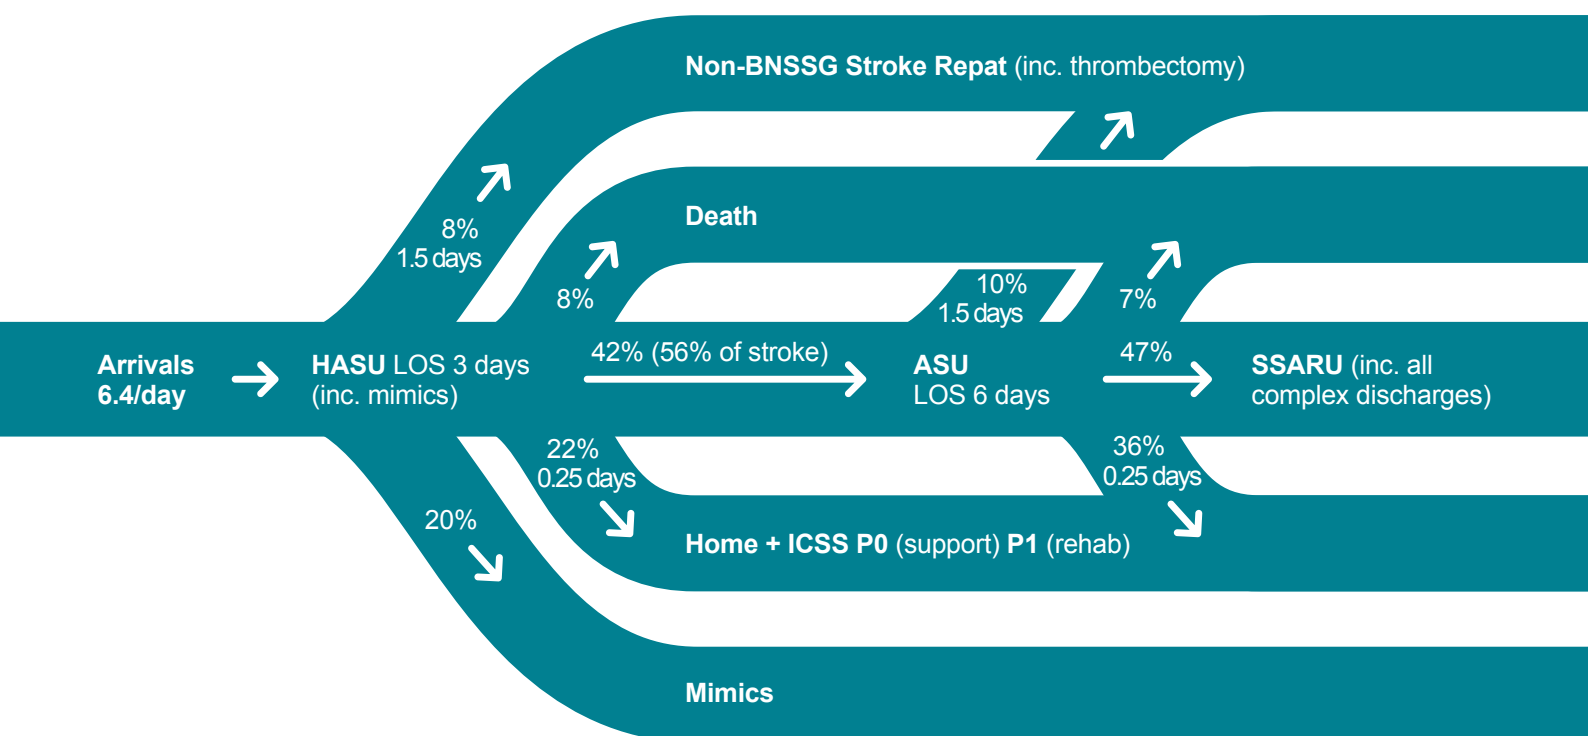 Non-BNSSG Stroke Repat (inc. thrombectomy)
8%
1.5 days
Death
8%
10%
1.5 days
7%
Arrivals
6.4/day
HASU LOS 3 days
(inc. mimics)
42% (56% of stroke)
ASU
LOS 6 days
47%
SSARU (inc. all
complex discharges)
22%
0.25 days
36%
0.25 days
20%
Home + ICSS P0 (support) P1 (rehab)
Mimics